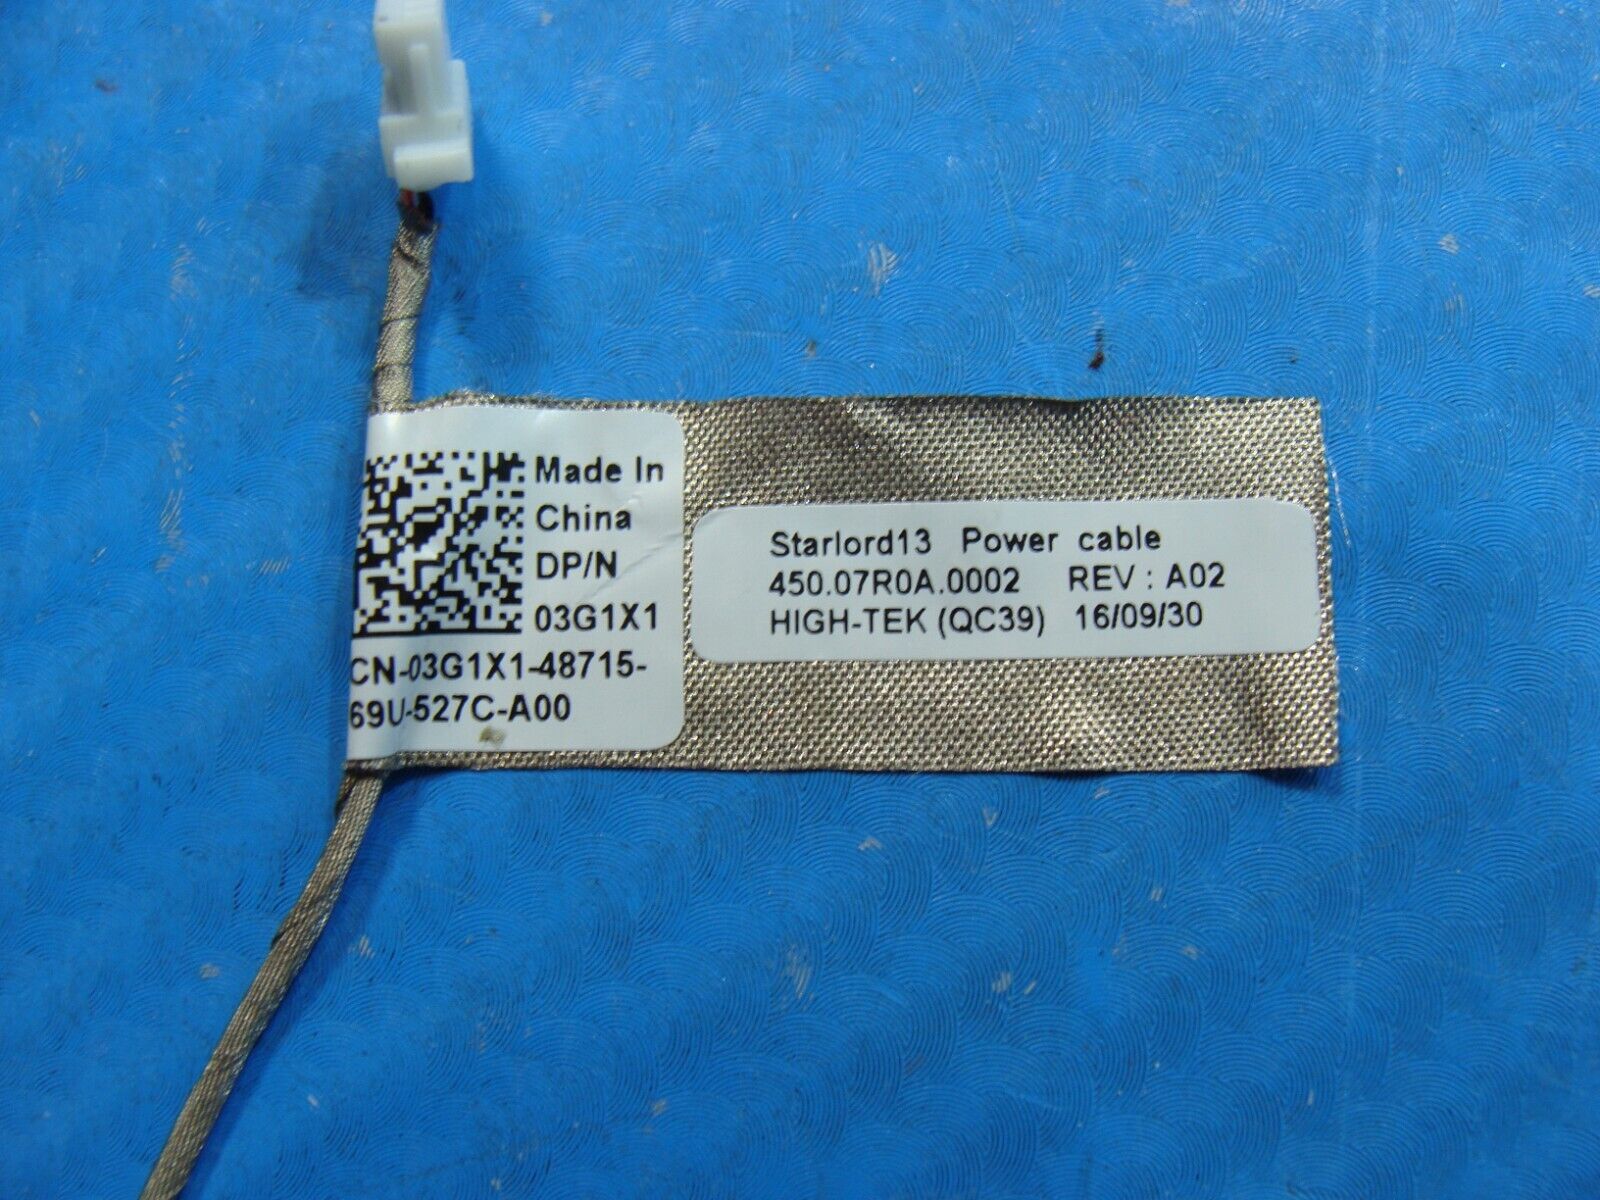 Made In
China
DP/N
03G1X1
CN-03G1X1-48715-
69U-527C-A00
Starlord13 Power cable
450.07R0A.0002 REV : A02
HIGH-TEK (QC39) 16/09/30